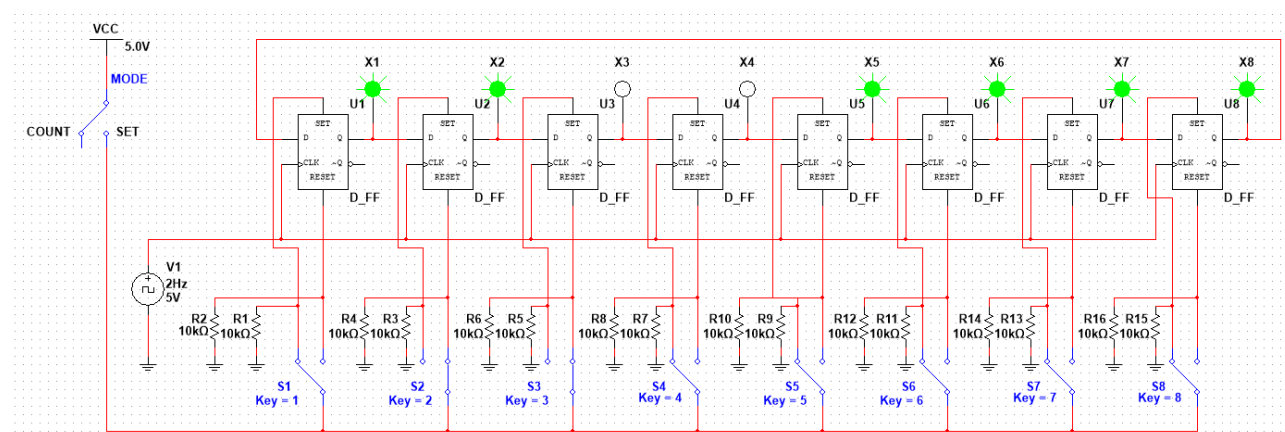 VCC
5.0V
MODE
COUNT
SET
X1
X2
X3
X4
X5
X6
X7
X8
U1
U2
U3
U4
U5
U6
U7
U8
SET
D Q
CLK ~Q
RESET
D_FF
SET
D Q
CLK ~Q
RESET
D_FF
SET
D Q
CLK ~Q
RESET
D_FF
SET
D Q
CLK ~Q
RESET
D_FF
SET
D Q
CLK ~Q
RESET
D_FF
SET
D Q
CLK ~Q
RESET
D_FF
SET
D Q
CLK ~Q
RESET
D_FF
SET
D Q
CLK ~Q
RESET
D_FF
V1
2Hz
5V
R2
10kΩ
R1
10kΩ
R4
10kΩ
R3
10kΩ
R6
10kΩ
R5
10kΩ
R8
10kΩ
R7
10kΩ
R10
10kΩ
R9
10kΩ
R12
10kΩ
R11
10kΩ
R14
10kΩ
R13
10kΩ
R16
10kΩ
R15
10kΩ
S1
Key = 1
S2
Key = 2
S3
Key = 3
S4
Key = 4
S5
Key = 5
S6
Key = 6
S7
Key = 7
S8
Key = 8